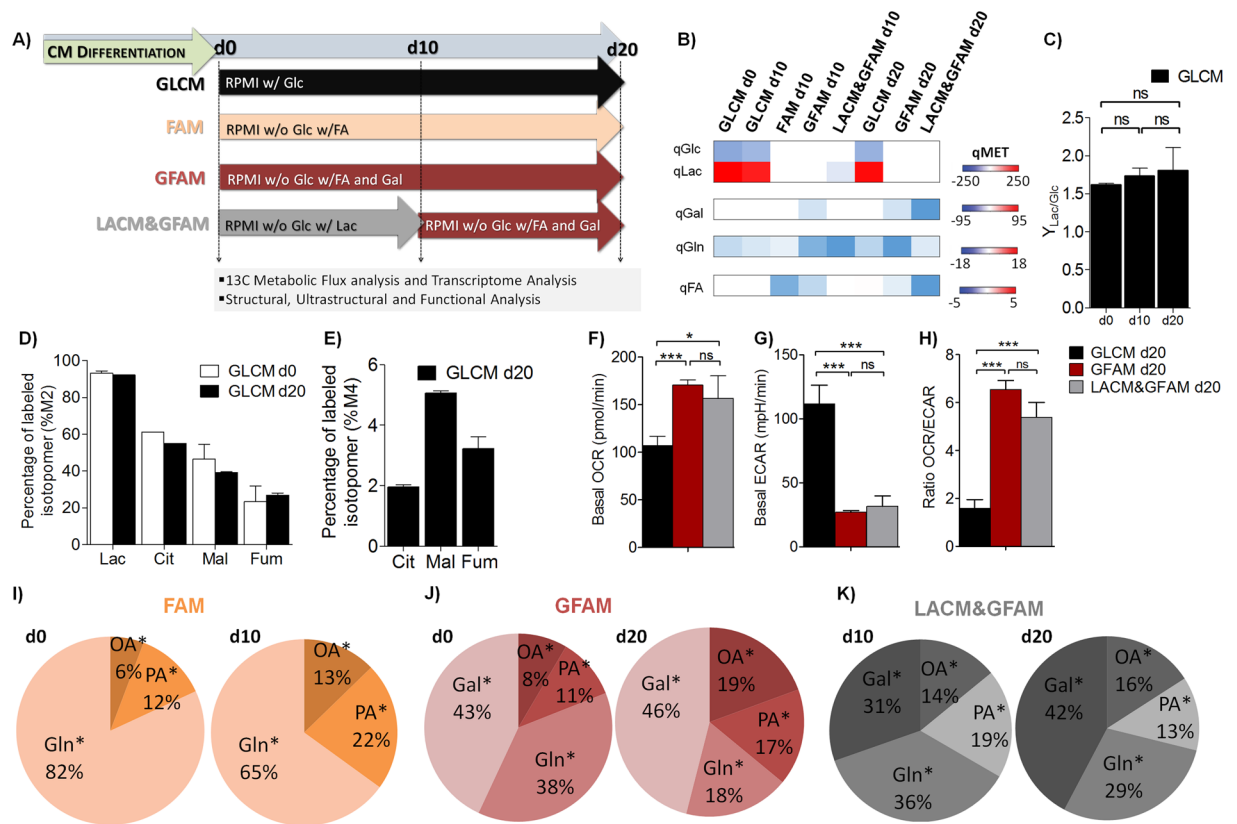 A)
CM DIFFERENTIATION
d0
d10
d20
GLCM
RPMI w/ Glc
FAM
RPMI w/o Glc w/FA
GFAM
RPMI w/o Glc w/FA and Gal
LACM&GFAM
RPMI w/o Glc w/ Lac
RPMI w/o Glc w/FA and Gal
▪13C Metabolic Flux analysis and Transcriptome Analysis
▪Structural, Ultrastructural and Functional Analysis
B)
GLCM d0
GLCM d10
FAM d10
GFAM d10
LACM&GFAM d10
GLCM d20
GFAM d20
LACM&GFAM d20
qGlc
qLac
qGal
qGln
qFA
qMET
-250 250
-95 95
-18 18
-5 5
C)
GLCM
ns
ns ns
Y Lac/Glc
2.5
2.0
1.5
1.0
0.5
0.0
d0 d10 d20
D)
GLCM d0
GLCM d20
Percentage of labeled
isotopomer (%M2)
100
80
60
40
20
0
Lac Cit Mal Fum
E)
GLCM d20
Percentage of labeled
isotopomer (%M4)
6
4
2
0
Cit Mal Fum
F)
*
*** ns
Basal OCR (pmol/min)
200
150
100
50
0
G)
***
*** ns
Basal ECAR (mpH/min)
150
100
50
0
H)
GLCM d20
GFAM d20
LACM&GFAM d20
***
*** ns
Ratio OCR/ECAR
8
6
4
2
0
I)
FAM
d0
OA*
6%
PA*
12%
Gln*
82%
d10
OA*
13%
PA*
22%
Gln*
65%
J)
GFAM
d0
OA*
8%
PA*
11%
Gal*
43%
Gln*
38%
d20
OA*
19%
PA*
17%
Gal*
46%
Gln*
18%
K)
LACM&GFAM
d10
OA*
14%
PA*
19%
Gal*
31%
Gln*
36%
d20
OA*
16%
PA*
13%
Gal*
42%
Gln*
29%